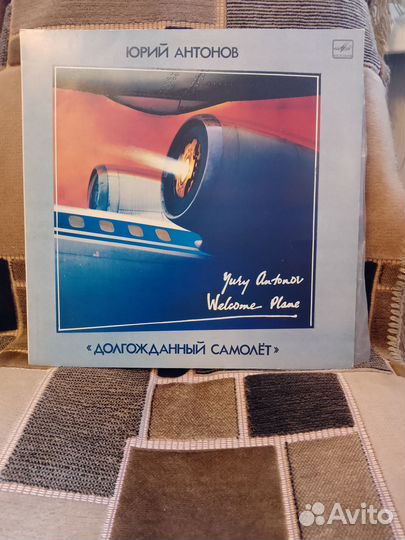 ЮРИЙ АНТОНОВ
Yury Antonov
Welcome Plane
«ДОЛГОЖДАННЫЙ САМОЛЁТ»
Avito